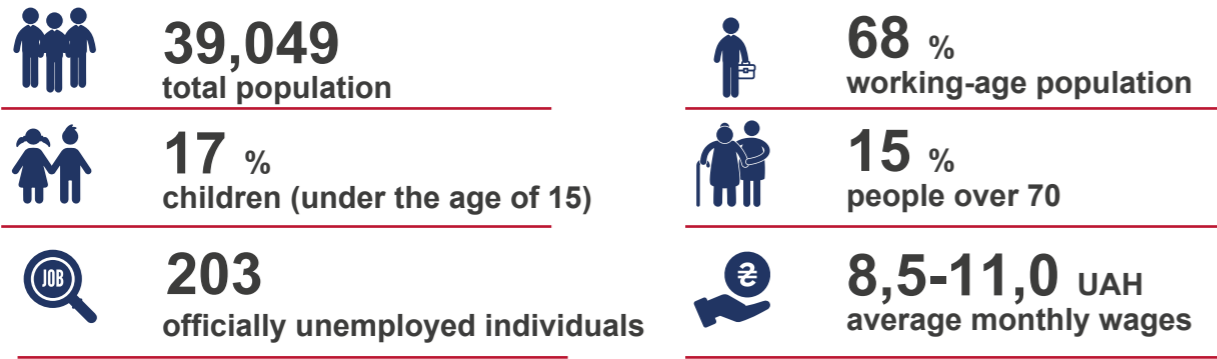 39,049
total population
68 %
working-age population
17 %
children (under the age of 15)
15 %
people over 70
JOB
203
officially unemployed individuals
₴
8,5-11,0 UAH
average monthly wages